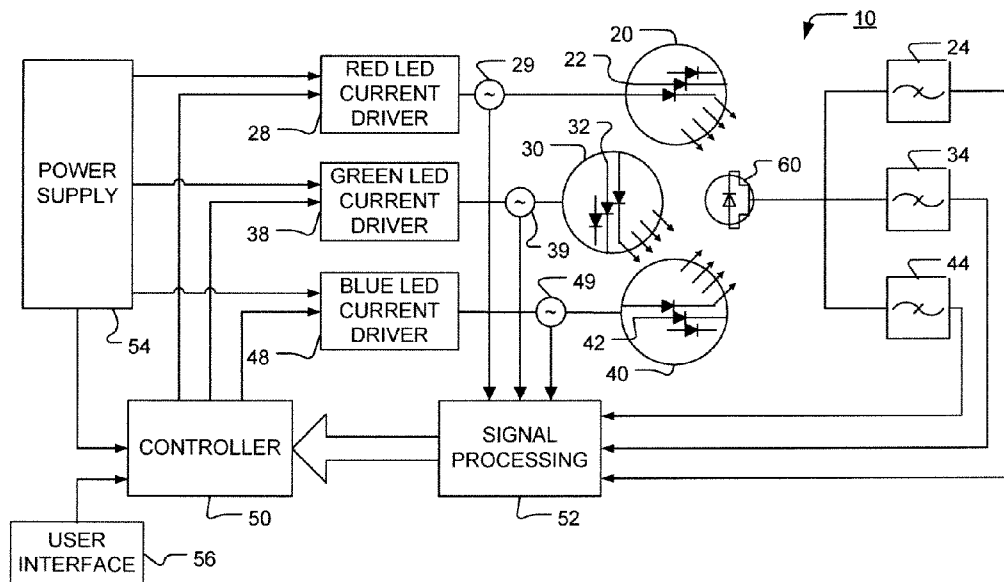 10
20
24
RED LED
CURRENT
DRIVER
29
22
28
POWER
SUPPLY
32
30
60
34
GREEN LED
CURRENT
DRIVER
38
39
49
44
BLUE LED
CURRENT
DRIVER
42
54
48
40
CONTROLLER
SIGNAL
PROCESSING
50
52
USER
INTERFACE
56